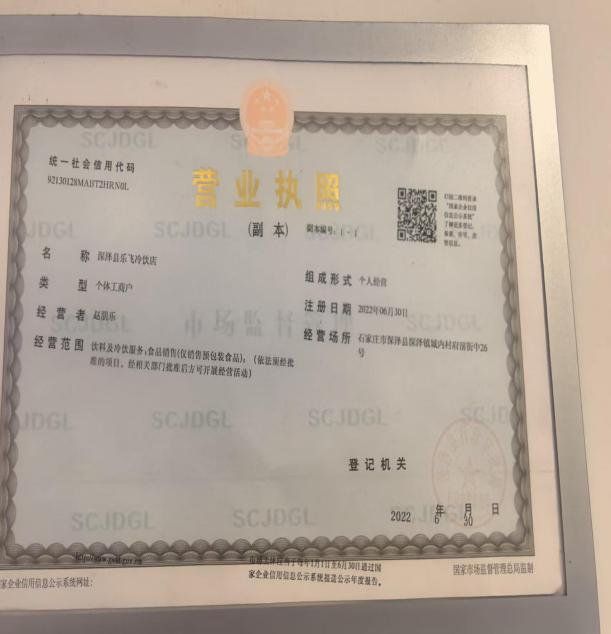 统一社会信用代码
92130128MABT2HRN0L
营业执照
(副本)
副本编号：1-1
扫描二维码登录
"国家企业信用
信息公示系统"
了解更多登记、
备案、许可、监
管信息。
名称 深泽县乐飞冷饮店
类型 个体工商户
经营者 赵朋乐
经营范围 饮料及冷饮服务；食品销售(仅销售预包装食品)；（依法须经批
准的项目，经相关部门批准后方可开展经营活动）
组成形式 个人经营
注册日期 2022年06月30日
经营场所 石家庄市深泽县深泽镇城内村府前街中26
号
登记机关
2022 年 6 月 30 日
SCJDGL
市场监督管理
http://www.gsxt.gov.cn
家企业信用信息公示系统网址：
市场主体应当于每年1月1日至6月30日通过国
家企业信用信息公示系统报送公示年度报告。
国家市场监督管理总局监制